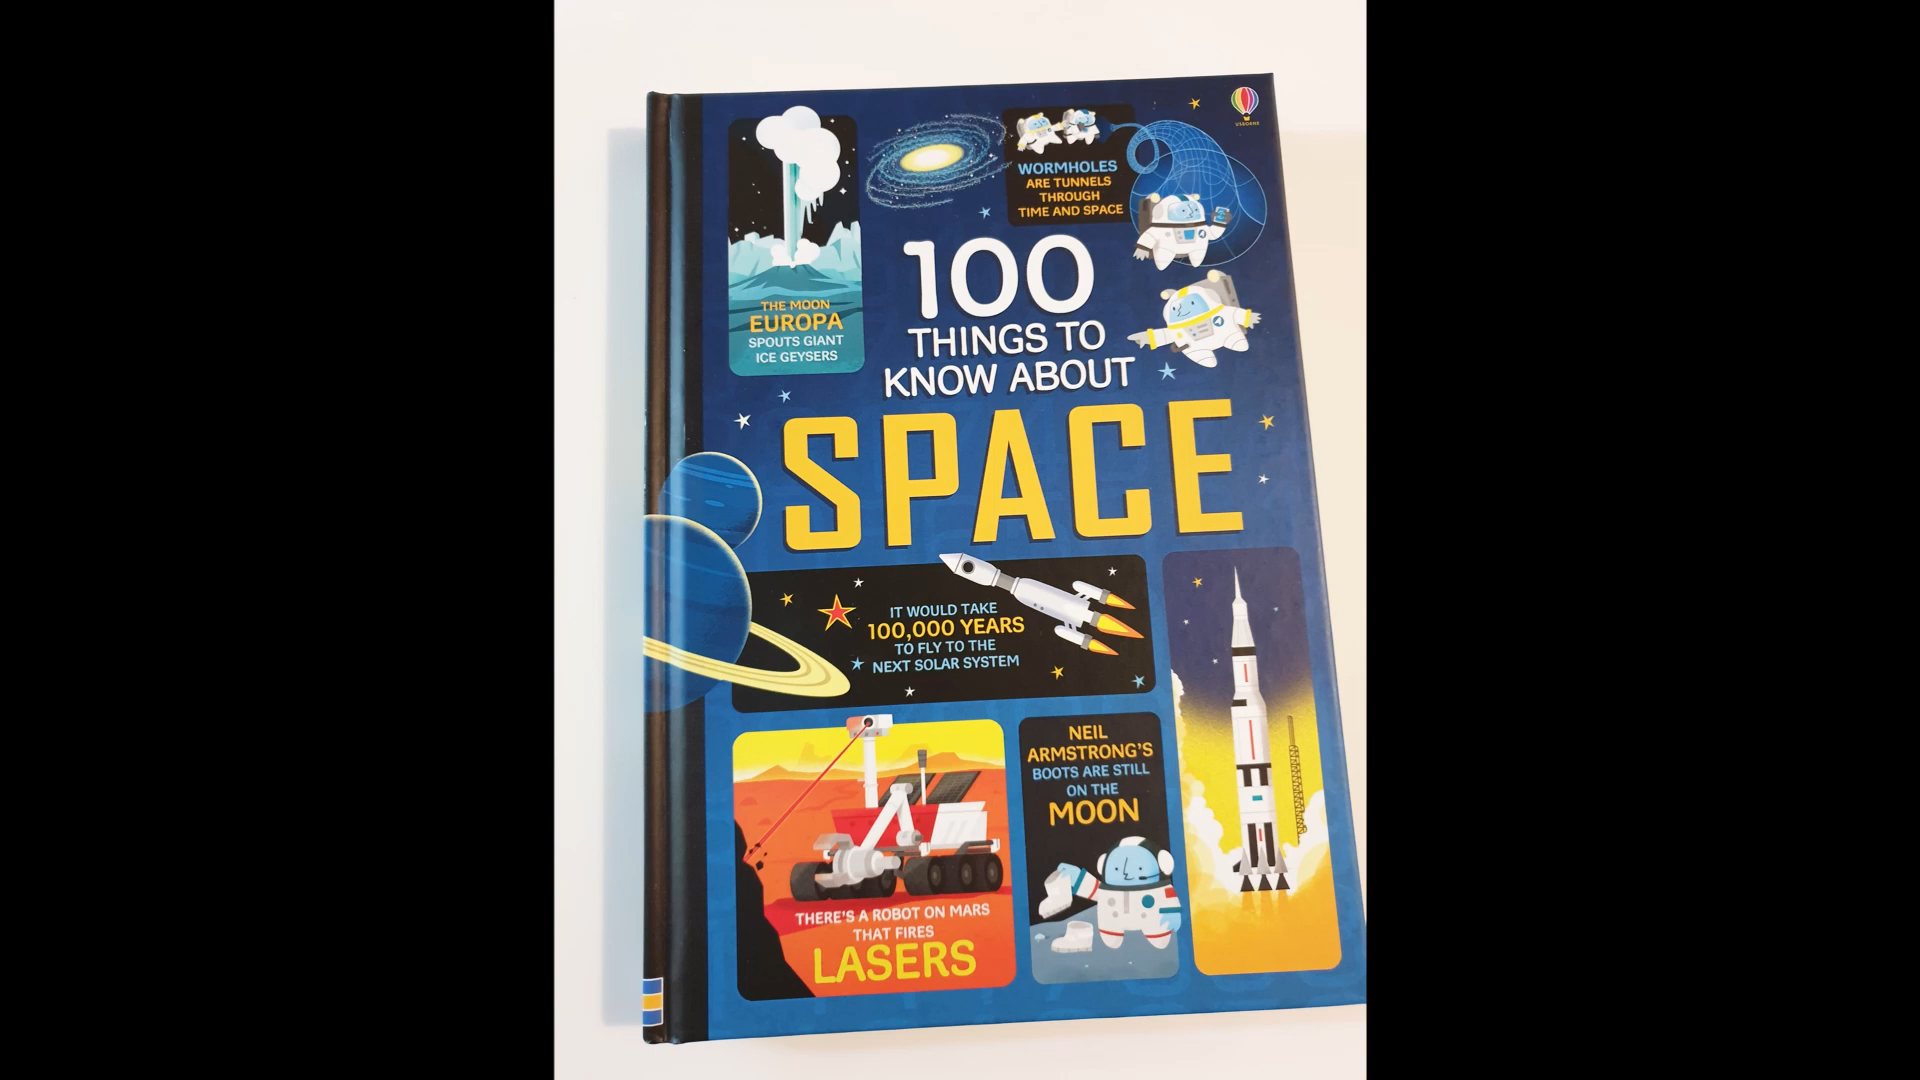 USBORNE
WORMHOLES
ARE TUNNELS
THROUGH
TIME AND SPACE
THE MOON
EUROPA
SPOUTS GIANT
ICE GEYSERS
100
THINGS TO
KNOW ABOUT
SPACE
IT WOULD TAKE
100,000 YEARS
TO FLY TO THE
NEXT SOLAR SYSTEM
THERE'S A ROBOT ON MARS
THAT FIRES
LASERS
NEIL
ARMSTRONG'S
BOOTS ARE STILL
ON THE
MOON